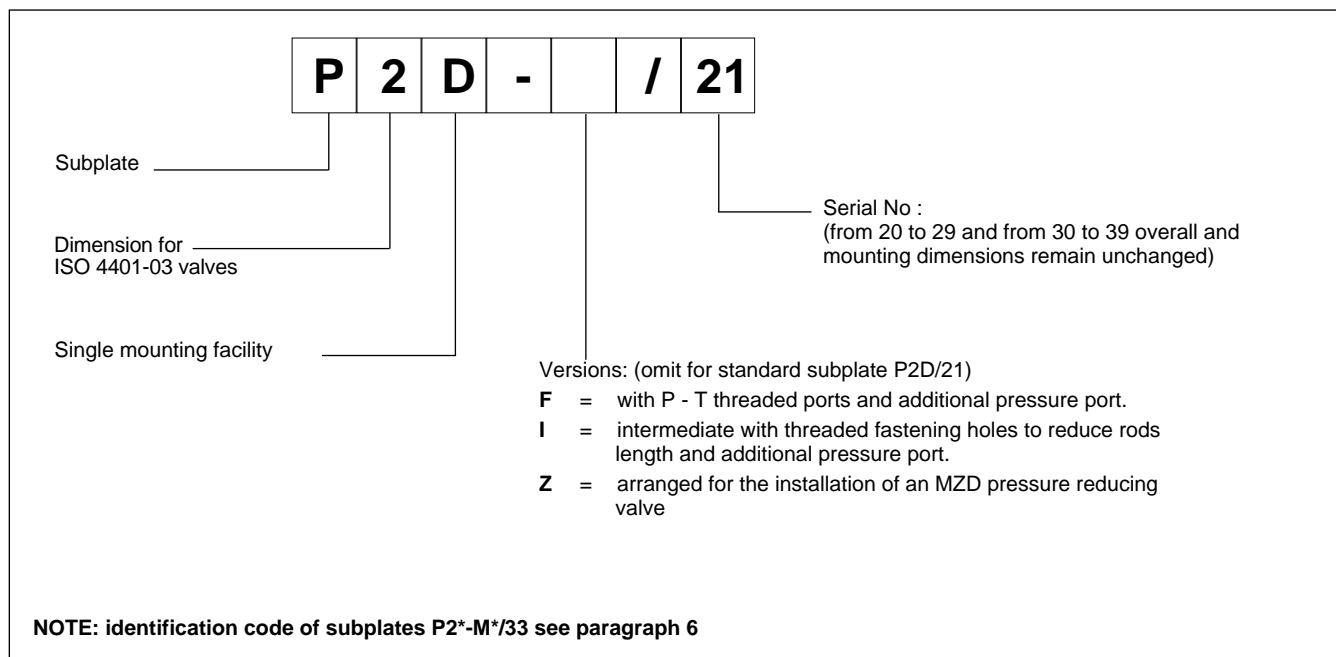 P 2 D - / 21
Subplate
Serial No :
(from 20 to 29 and from 30 to 39 overall and
mounting dimensions remain unchanged)
Dimension for
ISO 4401-03 valves
Single mounting facility
Versions: (omit for standard subplate P2D/21)
F = with P - T threaded ports and additional pressure port.
I = intermediate with threaded fastening holes to reduce rods
length and additional pressure port.
Z = arranged for the installation of an MZD pressure reducing
valve
NOTE: identification code of subplates P2*-M*/33 see paragraph 6